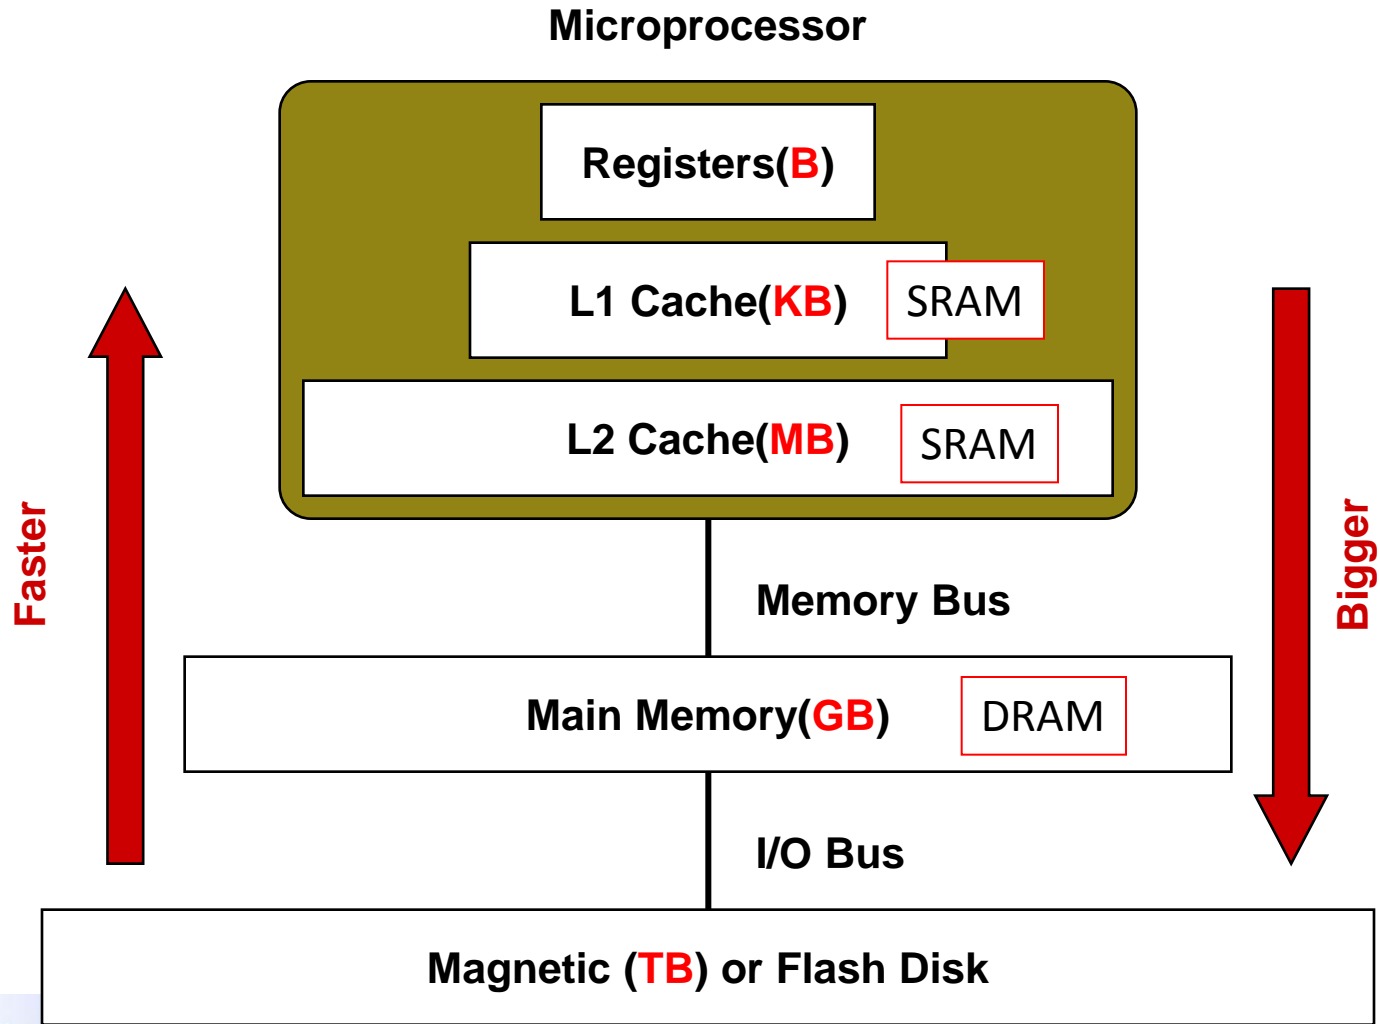 Microprocessor
Registers(B)
L1 Cache(KB)
SRAM
L2 Cache(MB)
SRAM
Faster
Bigger
Memory Bus
Main Memory(GB)
DRAM
I/O Bus
Magnetic (TB) or Flash Disk